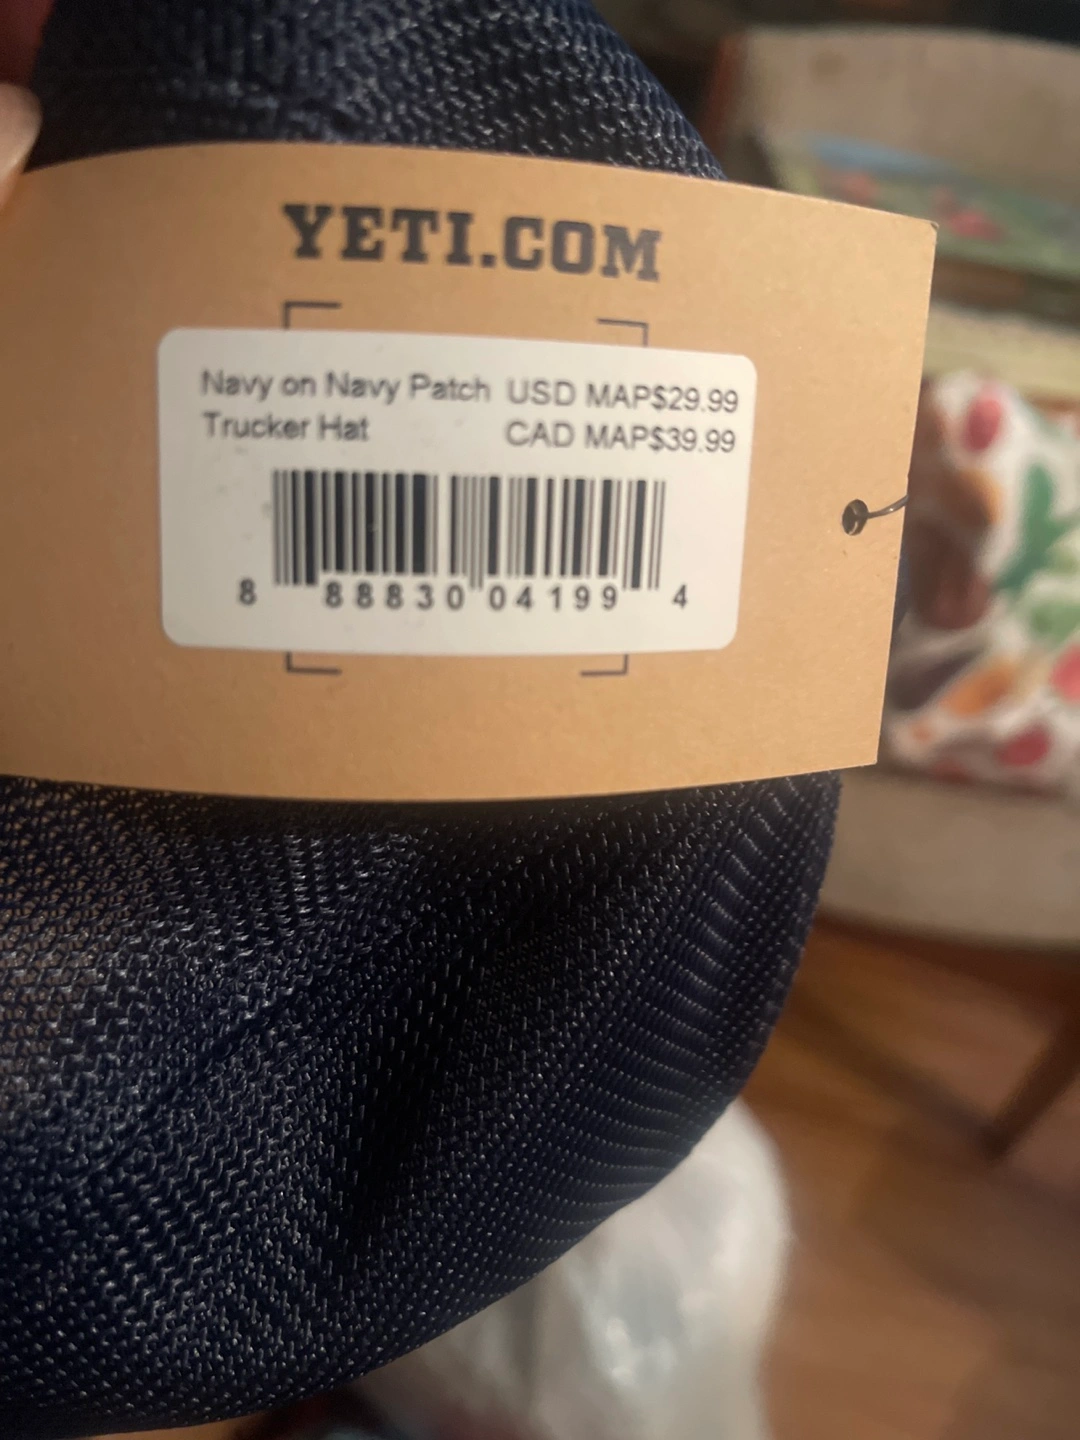 YETI.COM
Navy on Navy Patch USD MAP$29.99
Trucker Hat CAD MAP$39.99
8 88830 04199 4